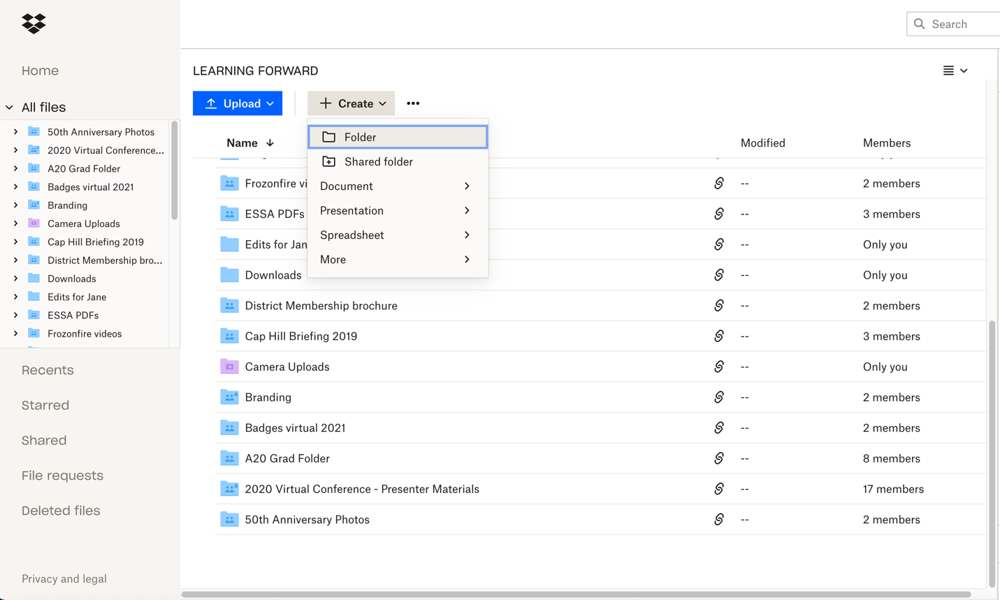 Search
Home
All files
50th Anniversary Photos
2020 Virtual Conference...
A20 Grad Folder
Badges virtual 2021
Branding
Camera Uploads
Cap Hill Briefing 2019
District Membership bro...
Downloads
Edits for Jane
ESSA PDFs
Frozonfire videos
Recents
Starred
Shared
File requests
Deleted files
Privacy and legal
LEARNING FORWARD
Upload
Create
Folder
Shared folder
Document
Presentation
Spreadsheet
More
Name Modified Members
Frozonfire vi -- 2 members
ESSA PDFs -- 3 members
Edits for Jan -- Only you
Downloads -- Only you
District Membership brochure -- 2 members
Cap Hill Briefing 2019 -- 3 members
Camera Uploads -- Only you
Branding -- 2 members
Badges virtual 2021 -- 2 members
A20 Grad Folder -- 8 members
2020 Virtual Conference - Presenter Materials -- 17 members
50th Anniversary Photos -- 2 members